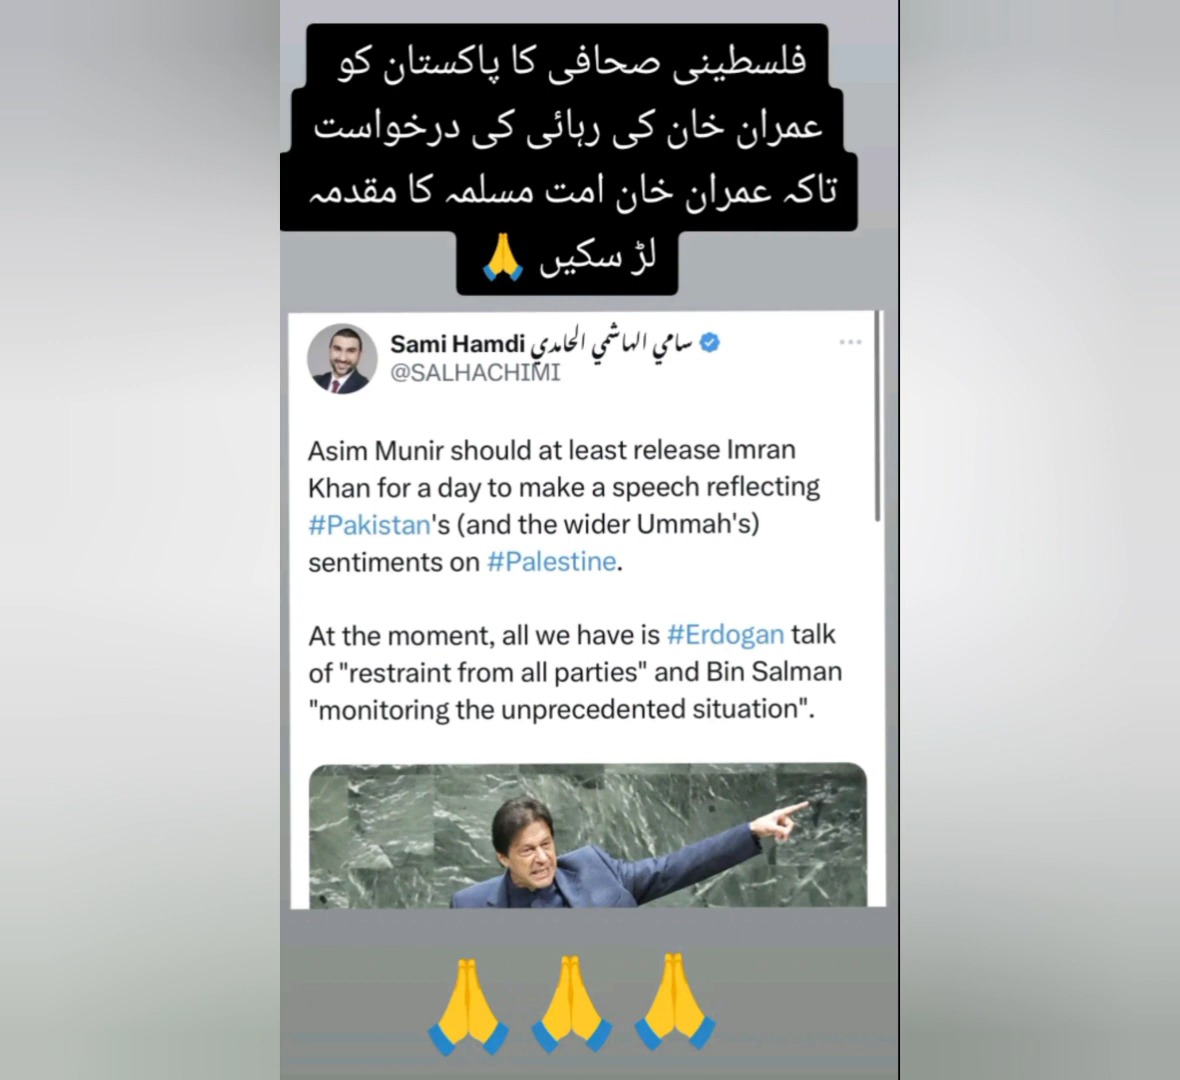 فلسطینی صحافی کا پاکستان کو
عمران خان کی رہائی کی درخواست
تاکہ عمران خان امت مسلمہ کا مقدمہ
لڑ سکیں 🙏
Sami Hamdi سامي الهاشمي الحامدي
@SALHACHIMI
Asim Munir should at least release Imran
Khan for a day to make a speech reflecting
#Pakistan's (and the wider Ummah's)
sentiments on #Palestine.
At the moment, all we have is #Erdogan talk
of "restraint from all parties" and Bin Salman
"monitoring the unprecedented situation".
🙏🙏🙏